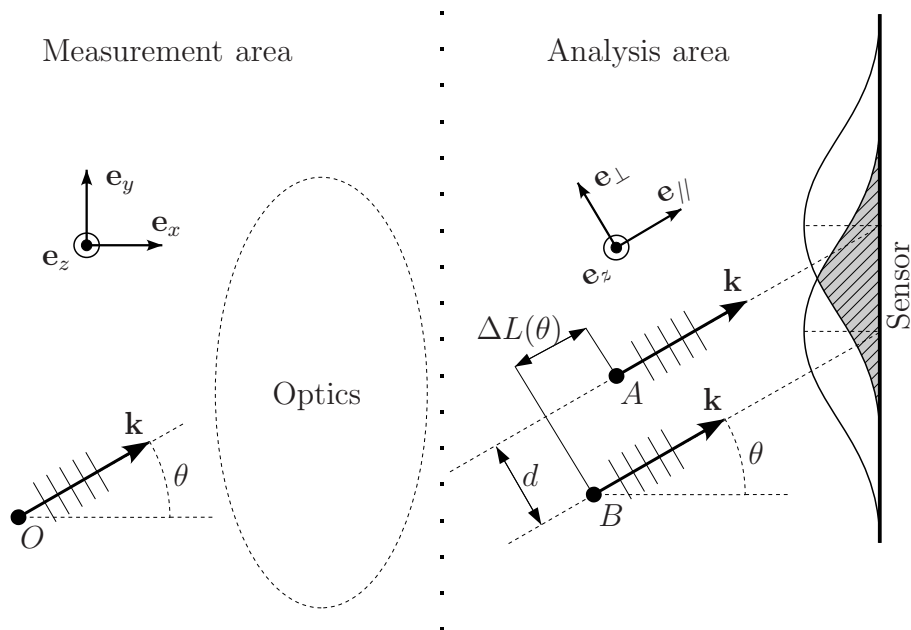 Measurement area
Analysis area
e_y
e_x
e_z
e_⊥
e_∥
e_z
k
ΔL(θ)
A
Sensor
Optics
k
θ
O
k
d
θ
B